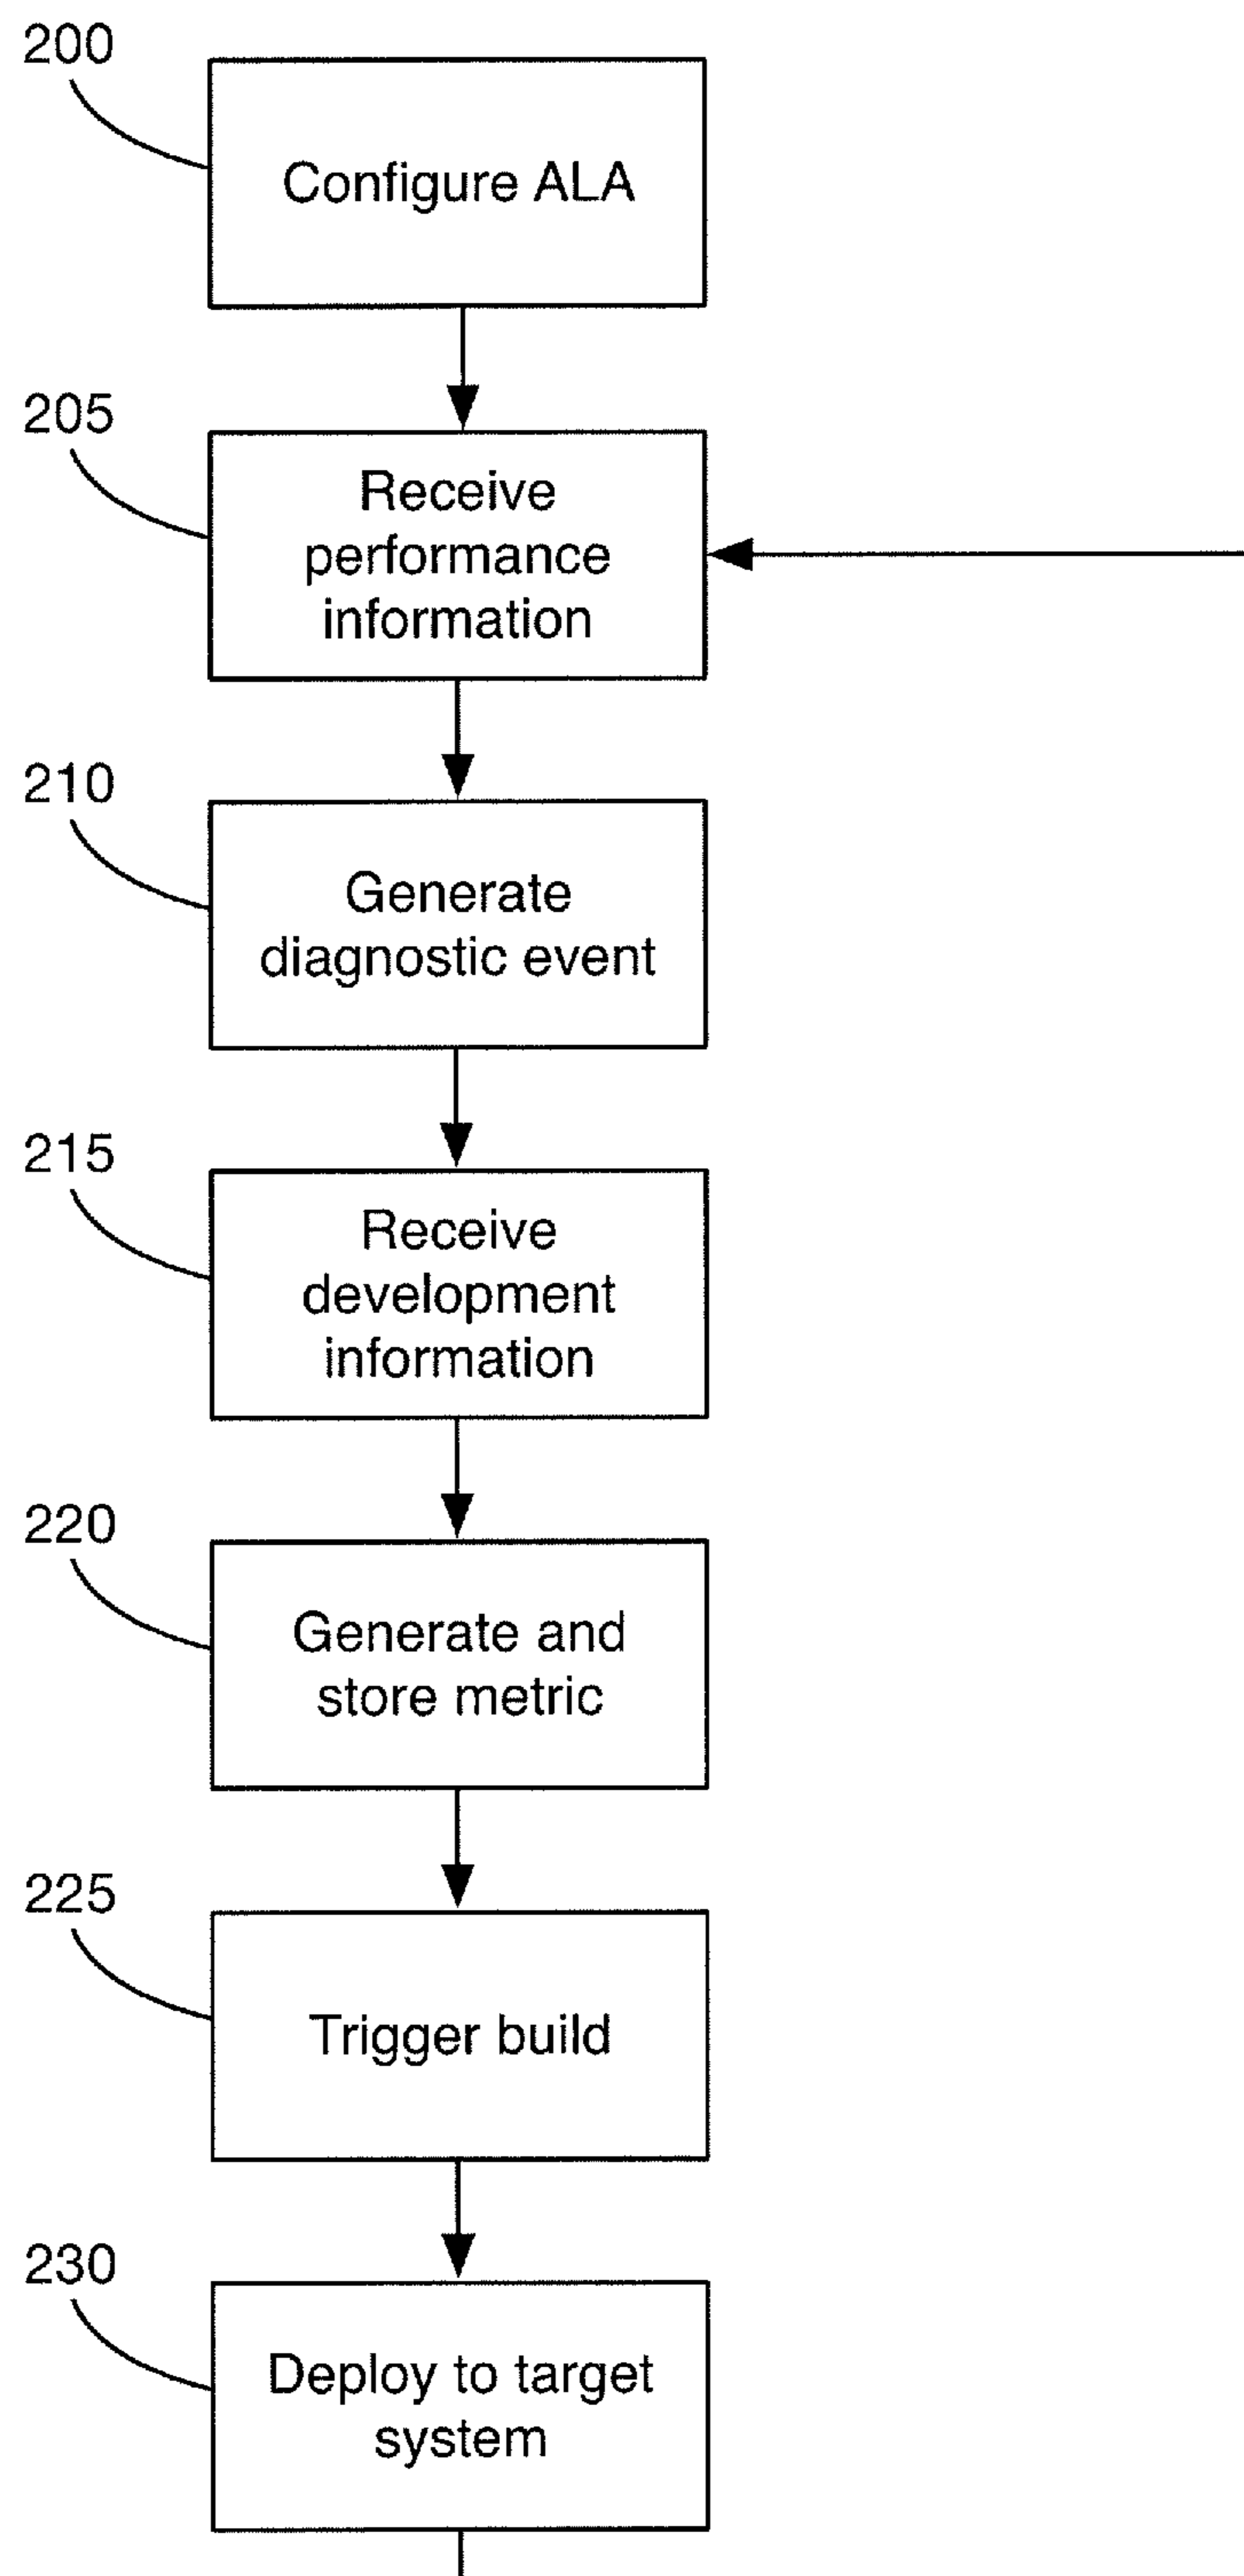 200
Configure ALA
205
Receive
performance
information
210
Generate
diagnostic event
215
Receive
development
information
220
Generate and
store metric
225
Trigger build
230
Deploy to target
system